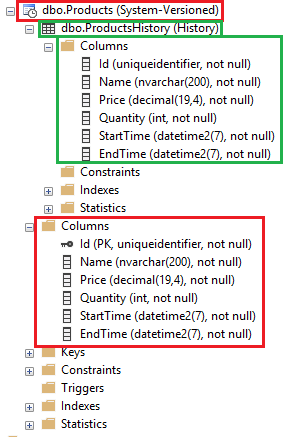 dbo.Products (System-Versioned)
dbo.ProductsHistory (History)
Columns
Id (uniqueidentifier, not null)
Name (nvarchar(200), not null)
Price (decimal(19,4), not null)
Quantity (int, not null)
StartTime (datetime2(7), not null)
EndTime (datetime2(7), not null)
Constraints
Indexes
Statistics
Columns
Id (PK, uniqueidentifier, not null)
Name (nvarchar(200), not null)
Price (decimal(19,4), not null)
Quantity (int, not null)
StartTime (datetime2(7), not null)
EndTime (datetime2(7), not null)
Keys
Constraints
Triggers
Indexes
Statistics